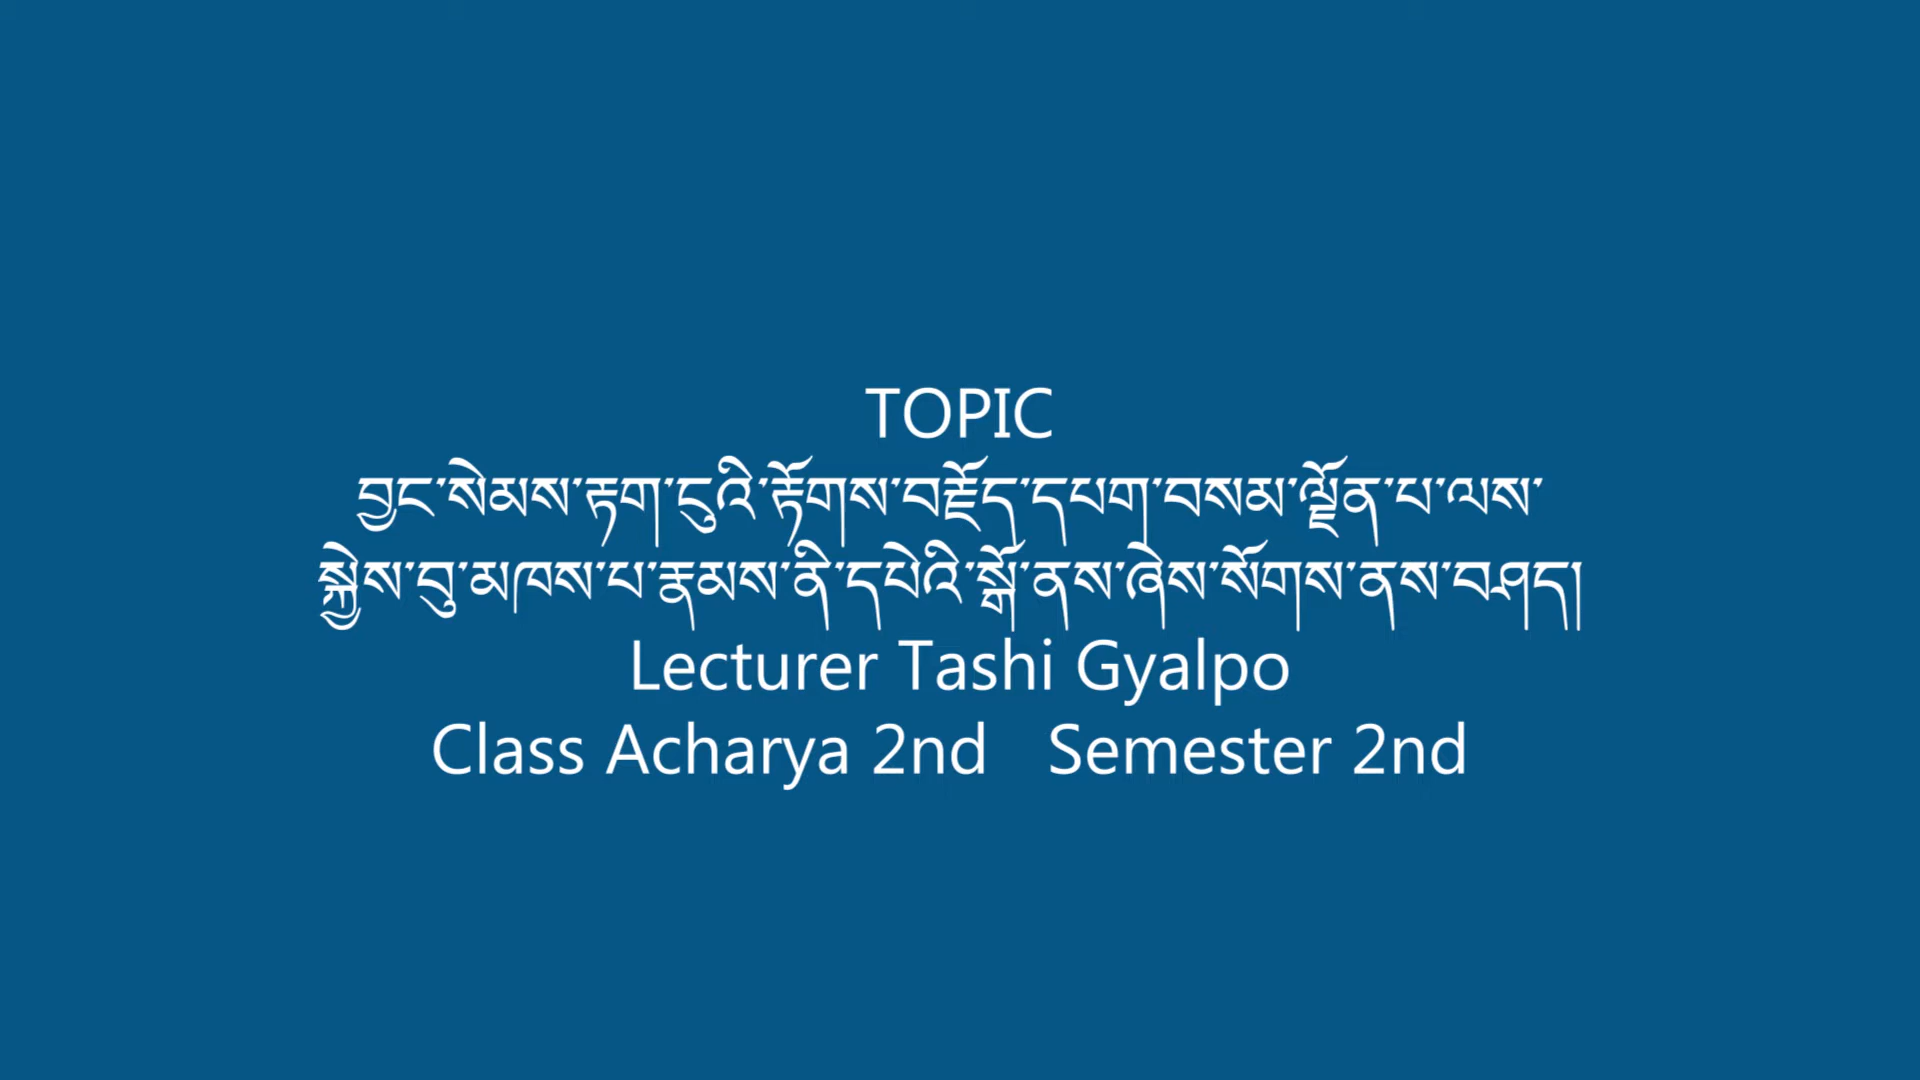 TOPIC
བྱང་སེམས་རྟག་ངུའི་རྟོགས་བརྗོད་དཔག་བསམ་ལྗོན་པ་ལས་
སྐྱེས་བུ་མཁས་པ་རྣམས་ནི་དཔེའི་སྒོ་ནས་ཞེས་སོགས་ནས་བཤད།
Lecturer Tashi Gyalpo
Class Acharya 2nd Semester 2nd